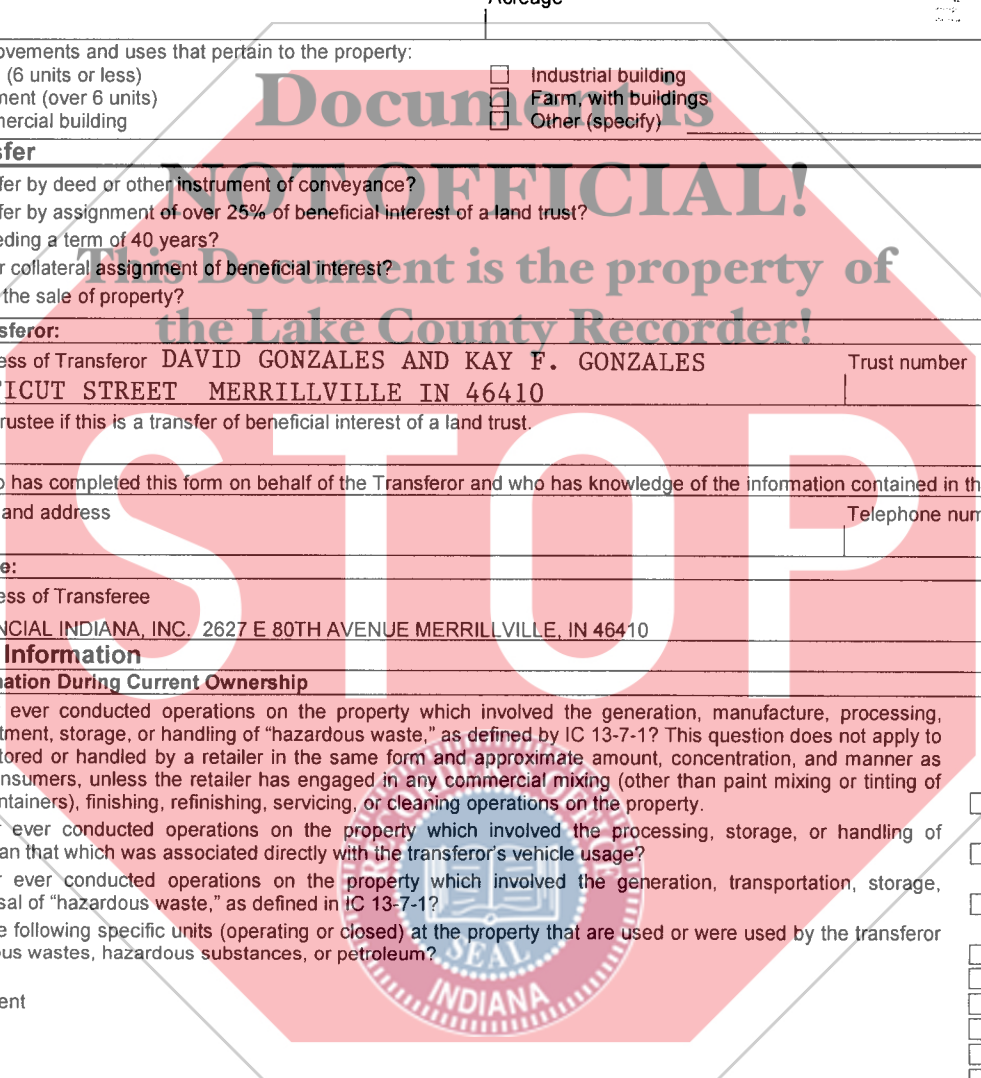 Acreage
ovements and uses that pertain to the property:
(6 units or less)
Industrial building
ment (over 6 units)
Farm, with buildings
mercial building
Other (specify)
Document is
NOT OFFICIAL!
This Document is the property of
the Lake County Recorder!
STOP
sfer
fer by deed or other instrument of conveyance?
fer by assignment of over 25% of beneficial interest of a land trust?
eding a term of 40 years?
r collateral assignment of beneficial interest?
the sale of property?
sferor:
ess of Transferor DAVID GONZALES AND KAY F. GONZALES
Trust number
ICUT STREET MERRILLVILLE IN 46410
rustee if this is a transfer of beneficial interest of a land trust.
o has completed this form on behalf of the Transferor and who has knowledge of the information contained in th
and address
Telephone num
e:
ess of Transferee
NCIAL INDIANA, INC. 2627 E 80TH AVENUE MERRILLVILLE, IN 46410
Information
nation During Current Ownership
ever conducted operations on the property which involved the generation, manufacture, processing,
tment, storage, or handling of “hazardous waste,” as defined by IC 13-7-1? This question does not apply to
tored or handled by a retailer in the same form and approximate amount, concentration, and manner as
nsumers, unless the retailer has engaged in any commercial mixing (other than paint mixing or tinting of
ntainers), finishing, refinishing, servicing, or cleaning operations on the property.
r ever conducted operations on the property which involved the processing, storage, or handling of
an that which was associated directly with the transferor's vehicle usage?
r ever conducted operations on the property which involved the generation, transportation, storage,
sal of “hazardous waste,” as defined in IC 13-7-1?
e following specific units (operating or closed) at the property that are used or were used by the transferor
ous wastes, hazardous substances, or petroleum?
ent
RECORDER'S OFFICE
SEAL
INDIANA